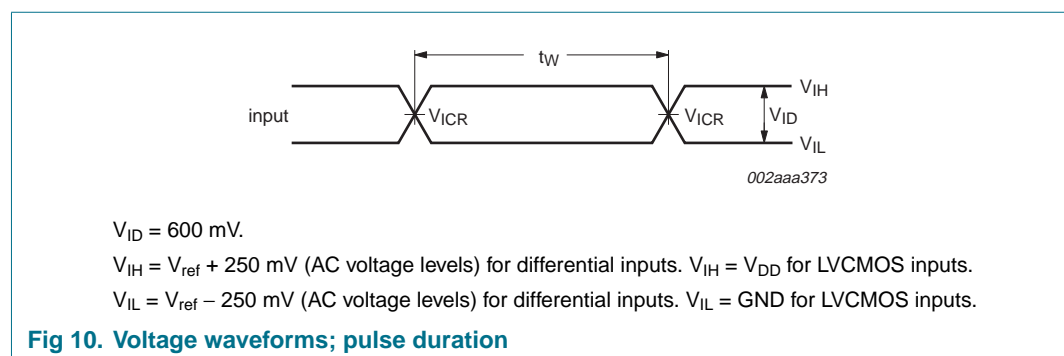 tW
input
VICR
VICR
VIH
VID
VIL
002aaa373
VID = 600 mV.
VIH = Vref + 250 mV (AC voltage levels) for differential inputs. VIH = VDD for LVCMOS inputs.
VIL = Vref − 250 mV (AC voltage levels) for differential inputs. VIL = GND for LVCMOS inputs.
Fig 10. Voltage waveforms; pulse duration